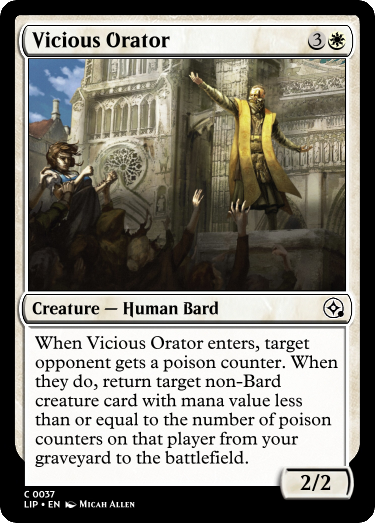 Vicious Orator 3
Creature — Human Bard
When Vicious Orator enters, target
opponent gets a poison counter. When
they do, return target non-Bard
creature card with mana value less
than or equal to the number of poison
counters on that player from your
graveyard to the battlefield.
2/2
C 0037
LIP • EN Micah Allen